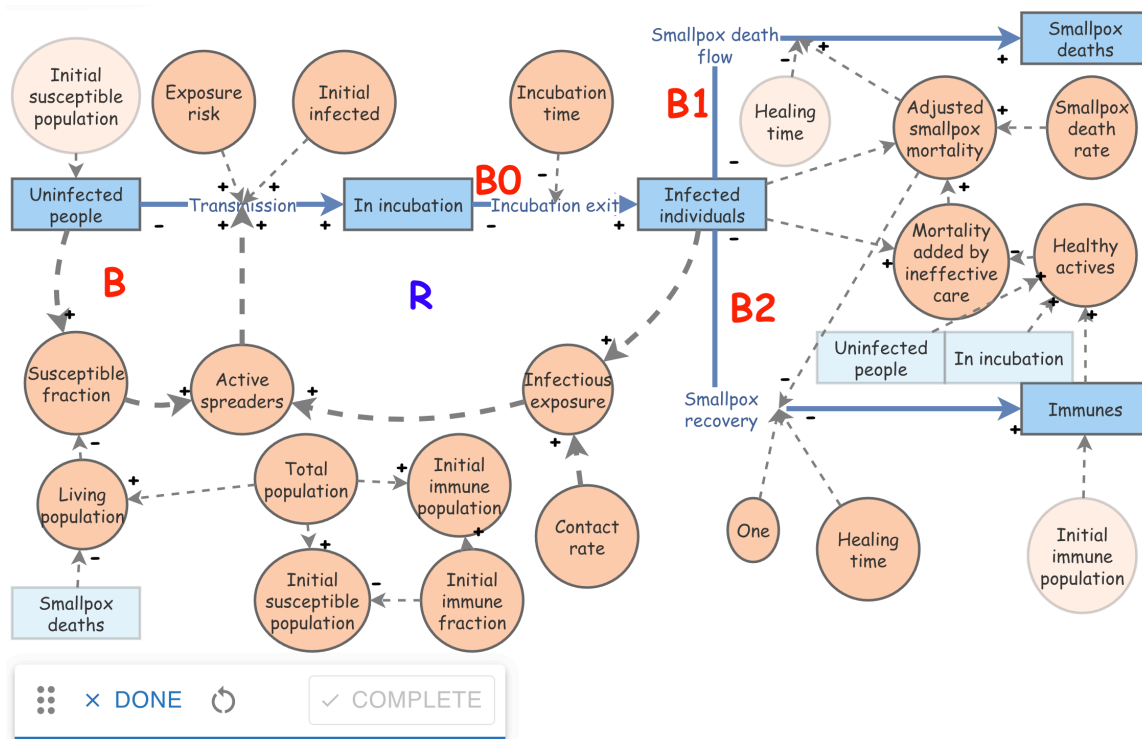 Smallpox death
flow
Smallpox
deaths
Initial
susceptible
population
Exposure
risk
Initial
infected
Incubation
time
B1
Healing
time
Adjusted
smallpox
mortality
Smallpox
death
rate
Uninfected
people
Transmission
In incubation
B0
Incubation exit
Infected
individuals
Mortality
added by
ineffective
care
Healthy
actives
B
R
B2
Uninfected
people
In incubation
Susceptible
fraction
Active
spreaders
Infectious
exposure
Smallpox
recovery
Immunes
Living
population
Total
population
Initial
immune
population
Contact
rate
One
Healing
time
Initial
immune
population
Smallpox
deaths
Initial
susceptible
population
Initial
immune
fraction
DONE
COMPLETE